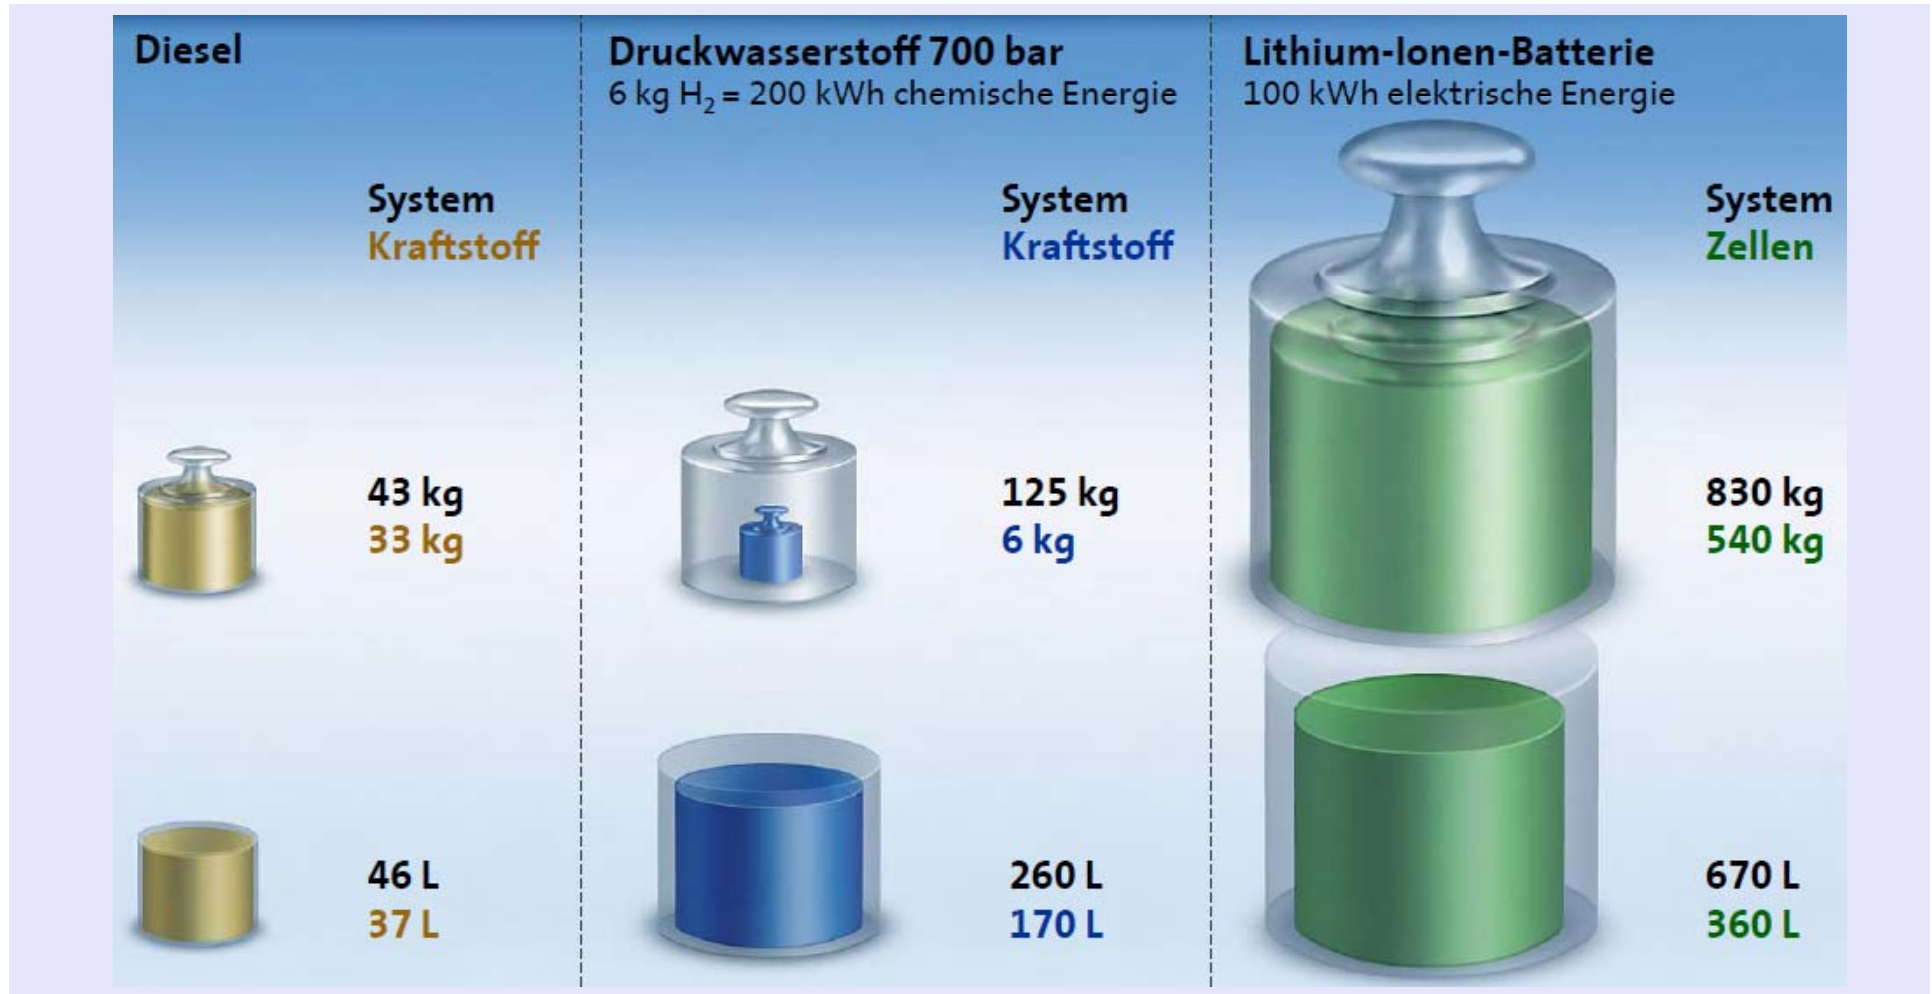 Diesel
System
Kraftstoff
43 kg
33 kg
46 L
37 L
Druckwasserstoff 700 bar
6 kg H₂ = 200 kWh chemische Energie
System
Kraftstoff
125 kg
6 kg
260 L
170 L
Lithium-Ionen-Batterie
100 kWh elektrische Energie
System
Zellen
830 kg
540 kg
670 L
360 L